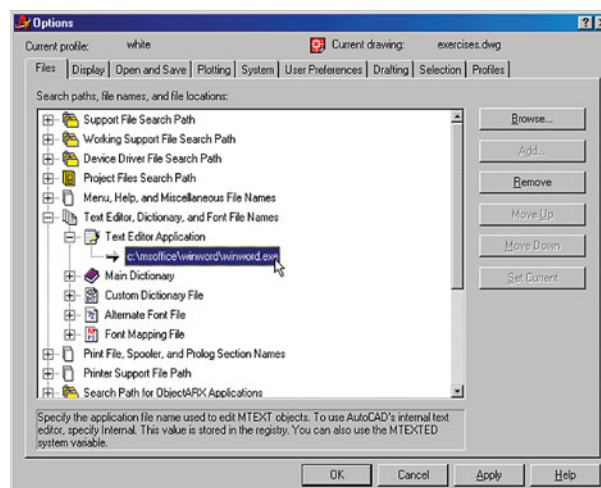 Options
Current profile: white Current drawing: exercises.dwg
Files Display Open and Save Plotting System User Preferences Drafting Selection Profiles
Search paths, file names, and file locations:
Support File Search Path
Working Support File Search Path
Device Driver File Search Path
Project Files Search Path
Menu, Help, and Miscellaneous File Names
Text Editor, Dictionary, and Font File Names
Text Editor Application
c:\msoffice\winword\winword.exe
Main Dictionary
Custom Dictionary File
Alternate Font File
Font Mapping File
Print File, Spooler, and Prolog Section Names
Printer Support File Path
Search Path for ObjectARX Applications
Browse...
Add...
Remove
Move Up
Move Down
Set Current
Specify the application file name used to edit MTEXT objects. To use AutoCAD's internal text
editor, specify Internal. This value is stored in the registry. You can also use the MTEXTED
system variable.
OK Cancel Apply Help